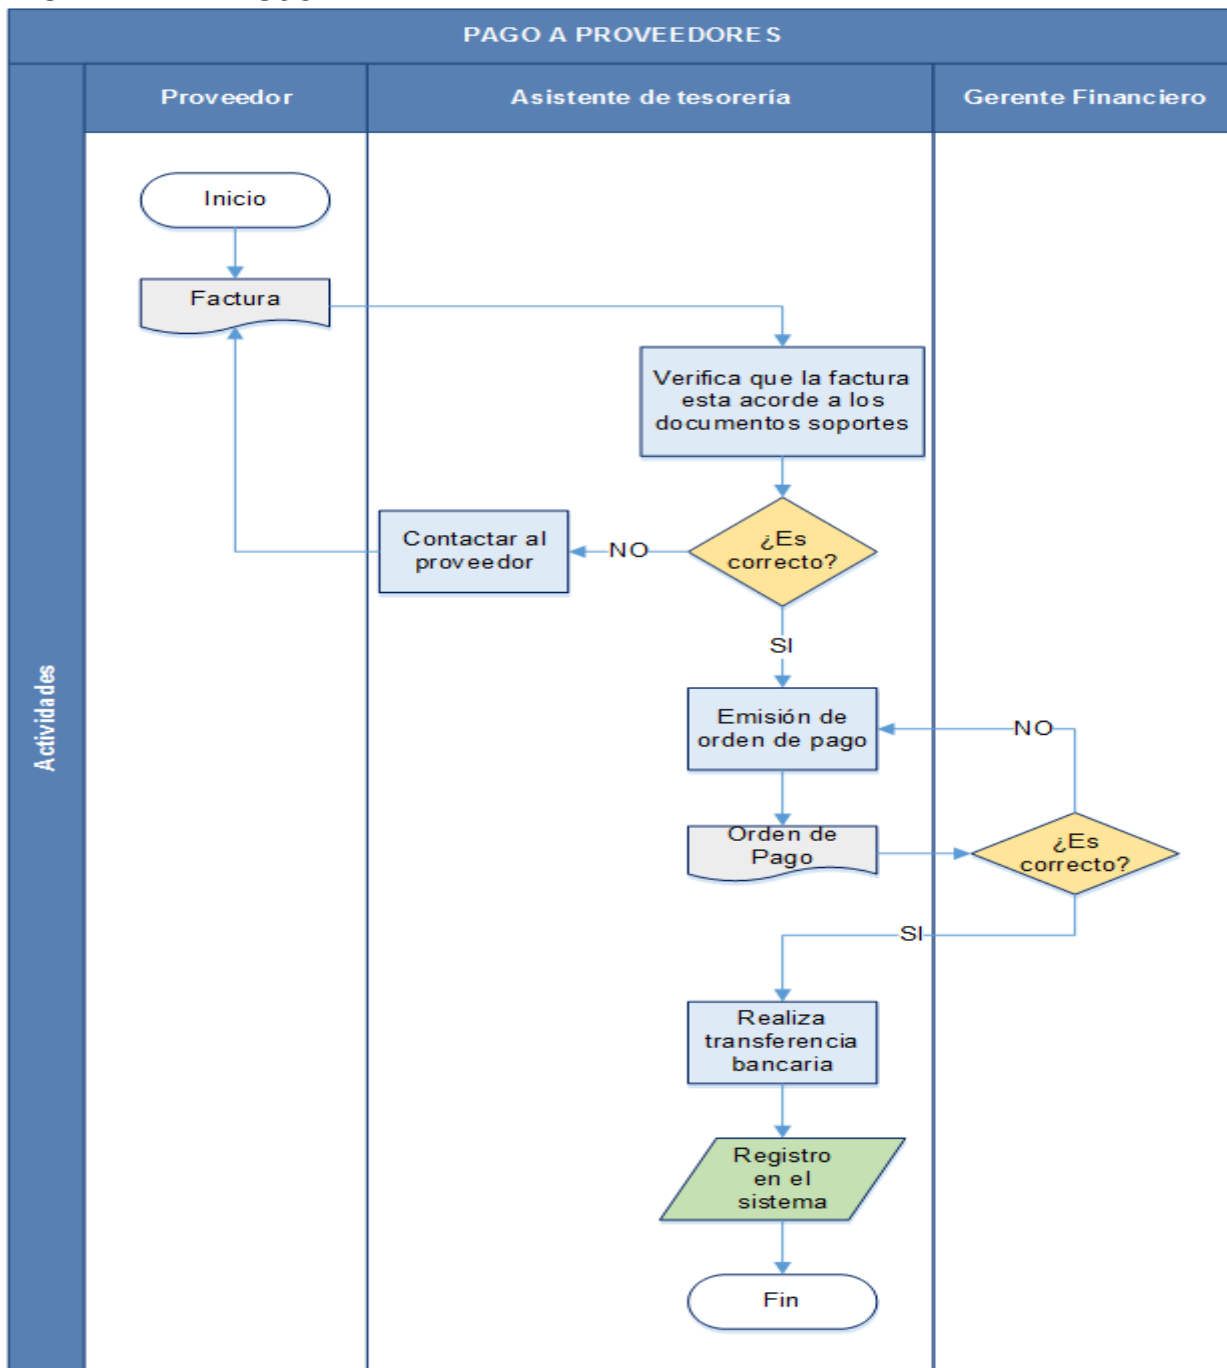 PAGO A PROVEEDORES
Proveedor
Asistente de tesorería
Gerente Financiero
Actividades
Inicio
Factura
Verifica que la factura
esta acorde a los
documentos soportes
¿Es
correcto?
NO
Contactar al
proveedor
SI
Emisión de
orden de pago
NO
Orden de
Pago
¿Es
correcto?
SI
Realiza
transferencia
bancaria
Registro
en el
sistema
Fin